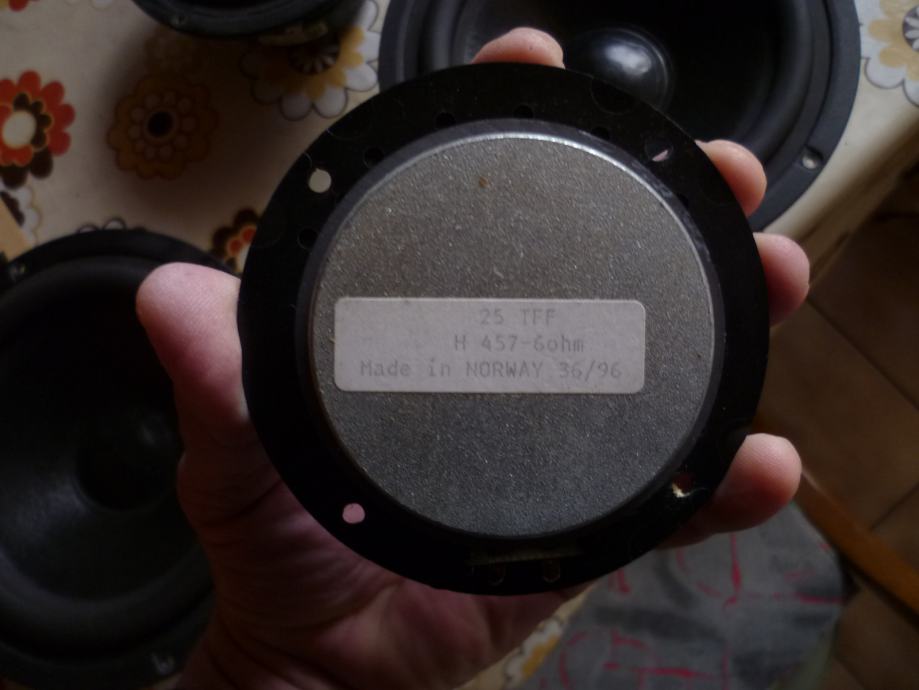 25 TFF
H 457-6ohm
Made in NORWAY 36/96